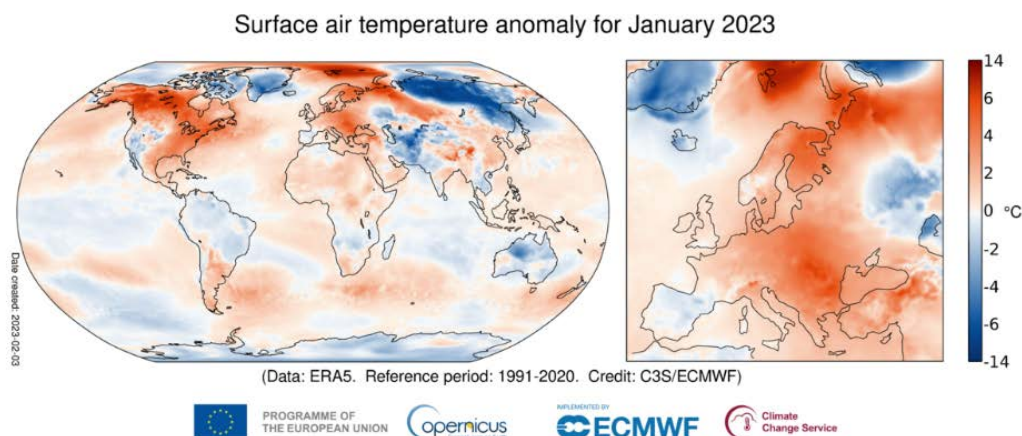 Surface air temperature anomaly for January 2023
14
6
4
2
0
°C
-2
-4
-6
-14
Date created: 2023-02-03
(Data: ERA5. Reference period: 1991-2020. Credit: C3S/ECMWF)
PROGRAMME OF
THE EUROPEAN UNION
opernicus
IMPLEMENTED BY
ECMWF
Climate
Change Service